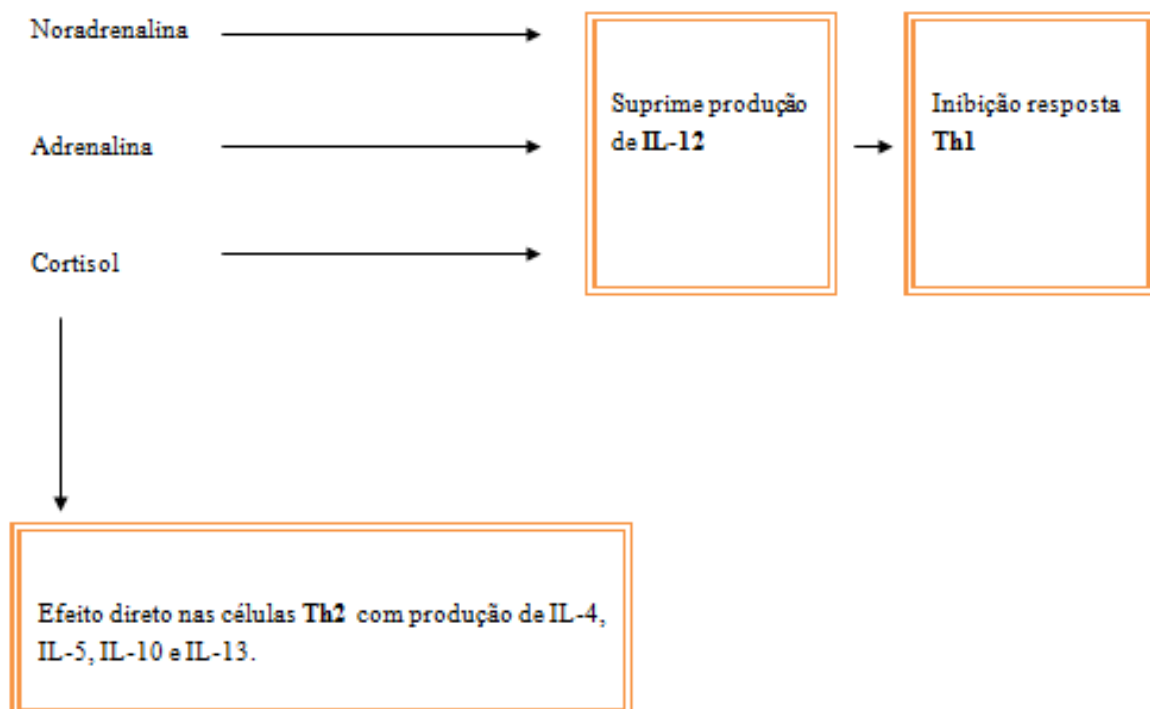 Noradrenalina
Adrenalina
Cortisol
Suprime produção
de IL-12
Inibição resposta
Th1
Efeito direto nas células Th2 com produção de IL-4,
IL-5, IL-10 e IL-13.